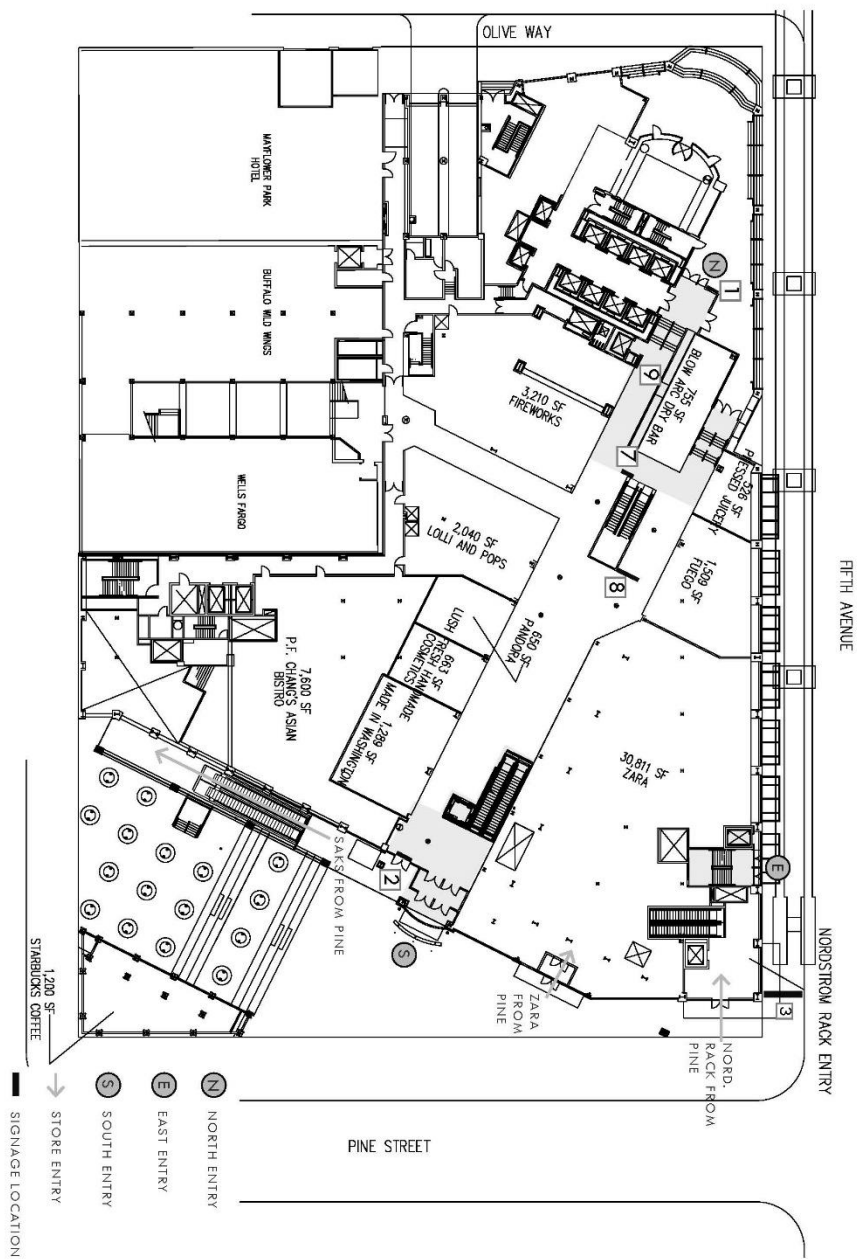 OLIVE WAY
FIFTH AVENUE
MAYFLOWER PARK
HOTEL
BUFFALO WILD WINGS
WELLS FARGO
N
1
755 SF
BLOW ARC DRY BAR
9
7
3,210 SF
FIREWORKS
526 SF
PRESSED JUICERY
1,509 SF
FUEGO
8
2,040 SF
LOLLI AND POPS
650 SF
PANDORA
LUSH FRESH HANDMADE
COSMETICS
663 SF
1,289 SF
MADE IN WASHINGTON
7,600 SF
P.F. CHANG'S ASIAN
BISTRO
30,811 SF
ZARA
E
SAKS FROM PINE
2
S
ZARA
FROM
PINE
NORD.
RACK FROM
PINE
3
NORDSTROM RACK ENTRY
1,200 SF
STARBUCKS COFFEE
PINE STREET
N NORTH ENTRY
E EAST ENTRY
S SOUTH ENTRY
STORE ENTRY
SIGNAGE LOCATION